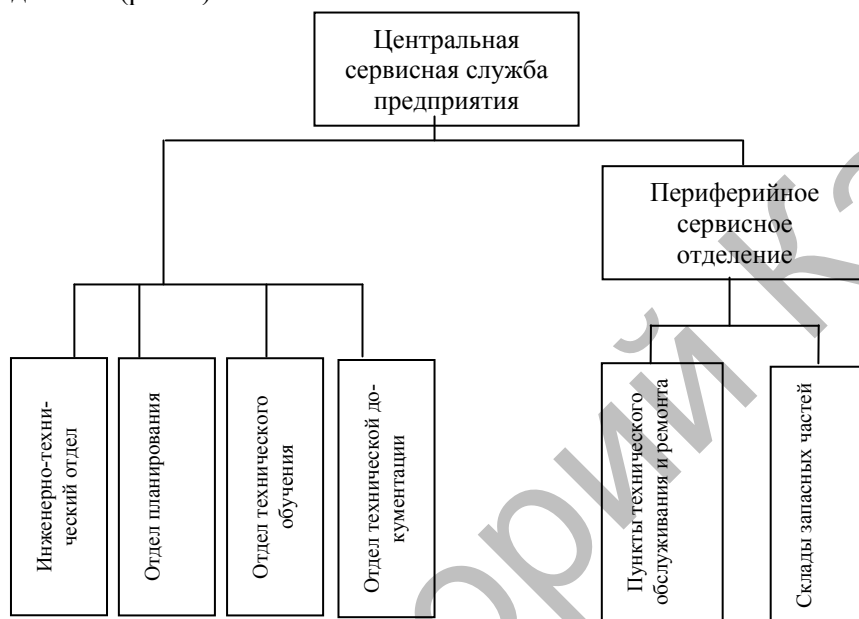 Центральная
сервисная служба
предприятия
Периферийное
сервисное
отделение
Инженерно-техни-
ческий отдел
Отдел планирования
Отдел технического
обучения
Отдел технической до-
кументации
Пункты технического
обслуживания и ремонта
Склады запасных частей